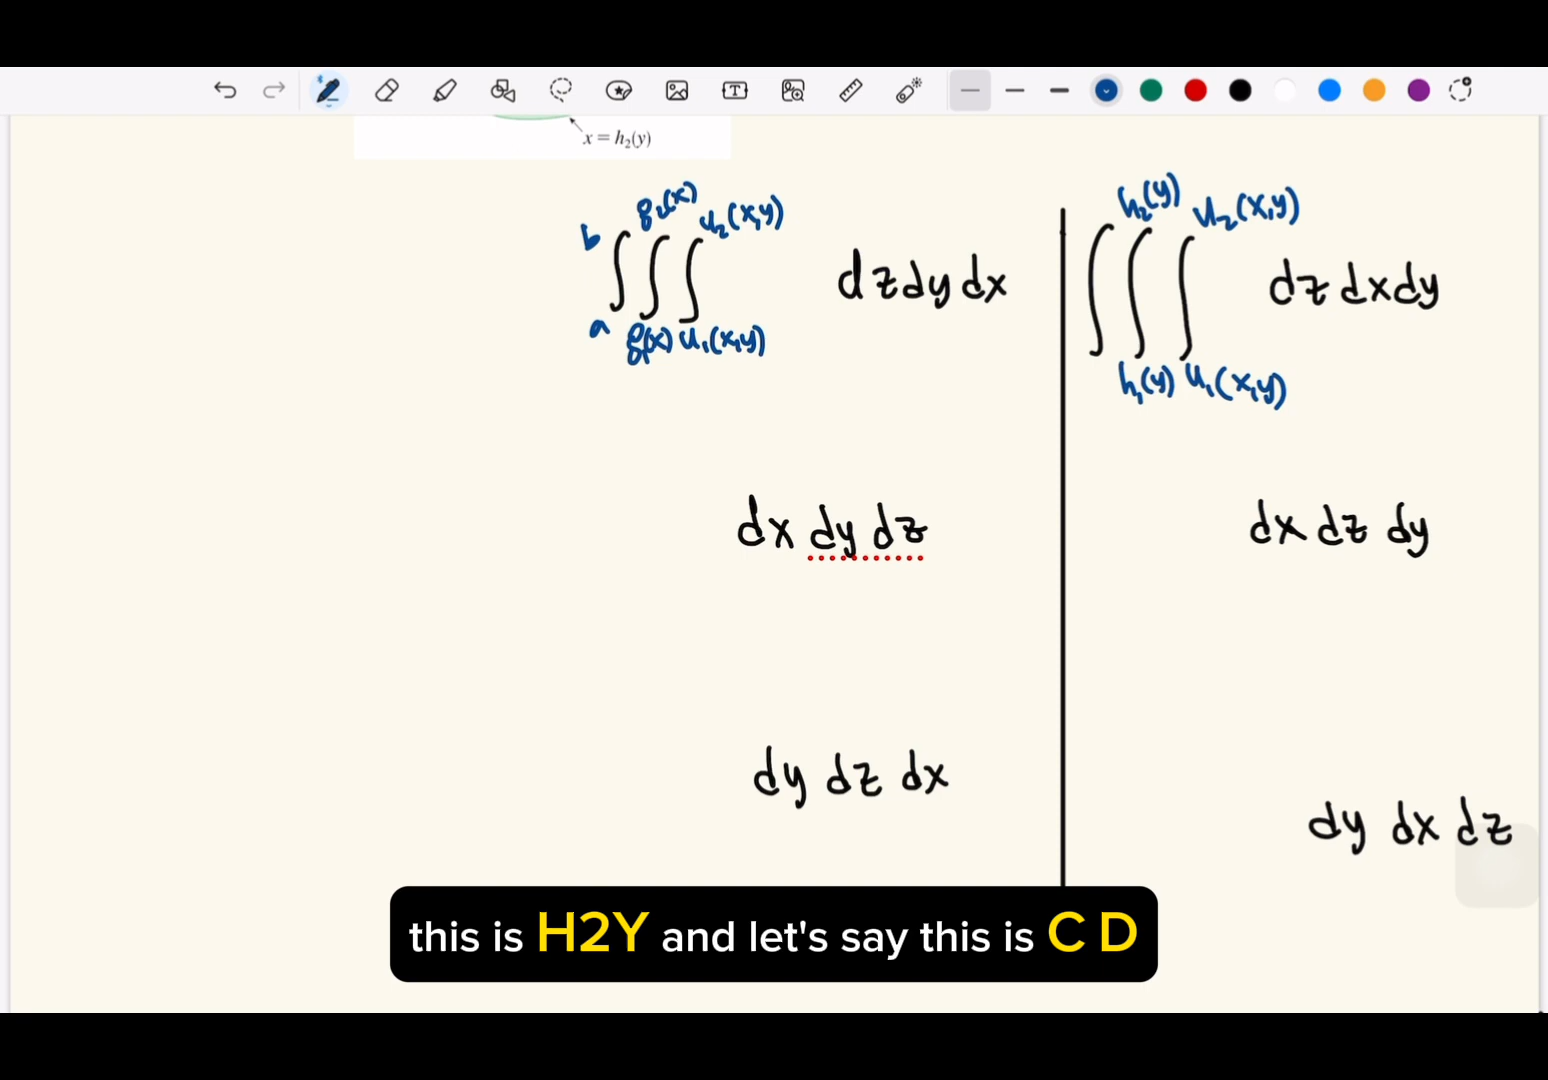 x = h₂(y)
b g₂(x) u₂(x,y)
∫∫∫ dz dy dx
a g₁(x) u₁(x,y)
h₂(y) u₂(x,y)
∫∫∫ dz dx dy
h₁(y) u₁(x,y)
dx dy dz
dx dz dy
dy dz dx
dy dx dz
this is H2Y and let's say this is C D